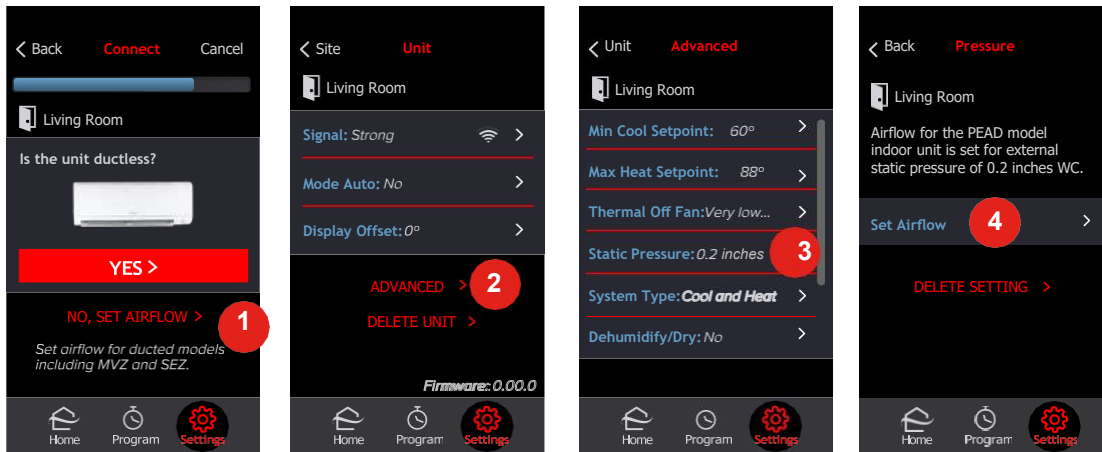 Back Connect Cancel
Living Room
Is the unit ductless?
YES >
NO, SET AIRFLOW >
1
Set airflow for ducted models
including MVZ and SEZ.
Home Program Settings
Site Unit
Living Room
Signal: Strong
Mode Auto: No
Display Offset: 0°
ADVANCED >
2
DELETE UNIT >
Firmware: 0.00.0
Home Program Settings
Unit Advanced
Living Room
Min Cool Setpoint: 60°
Max Heat Setpoint: 88°
Thermal Off Fan: Very low...
Static Pressure: 0.2 inches
3
System Type: Cool and Heat
Dehumidify/Dry: No
Home Program Settings
Back Pressure
Living Room
Airflow for the PEAD model
indoor unit is set for external
static pressure of 0.2 inches WC.
Set Airflow
4
DELETE SETTING >
Home Program Settings